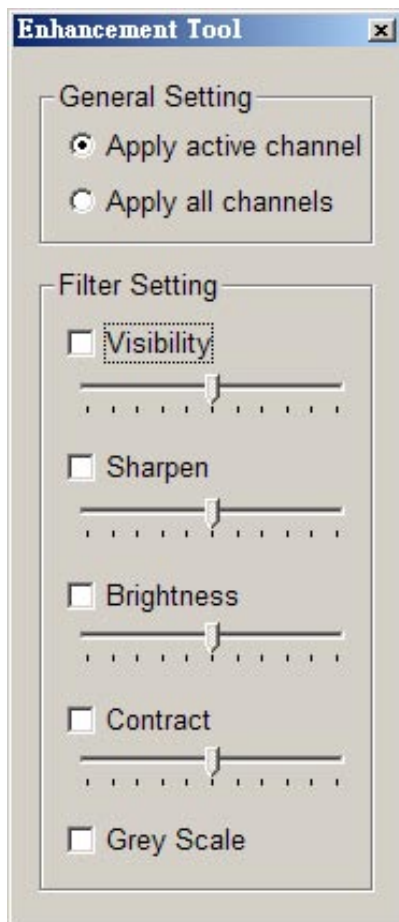 Enhancement Tool
General Setting
Apply active channel
Apply all channels
Filter Setting
Visibility
Sharpen
Brightness
Contract
Grey Scale